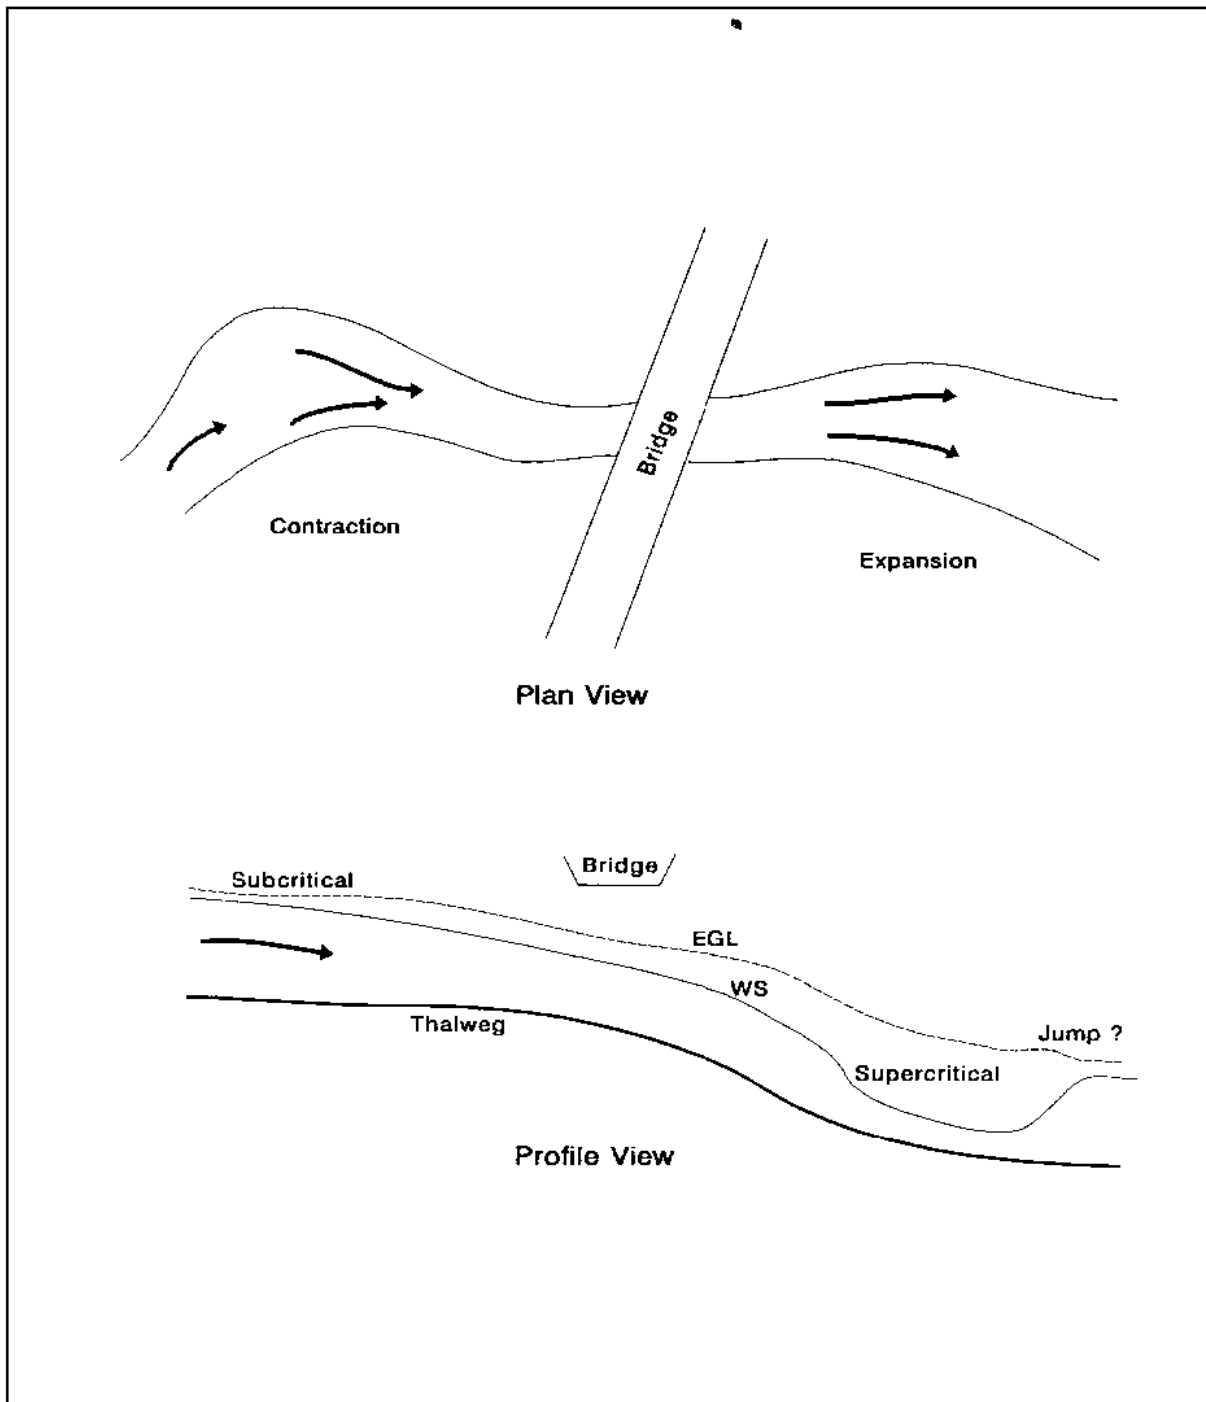 Bridge
Contraction
Expansion
Plan View
Bridge
Subcritical
EGL
WS
Thalweg
Jump ?
Supercritical
Profile View